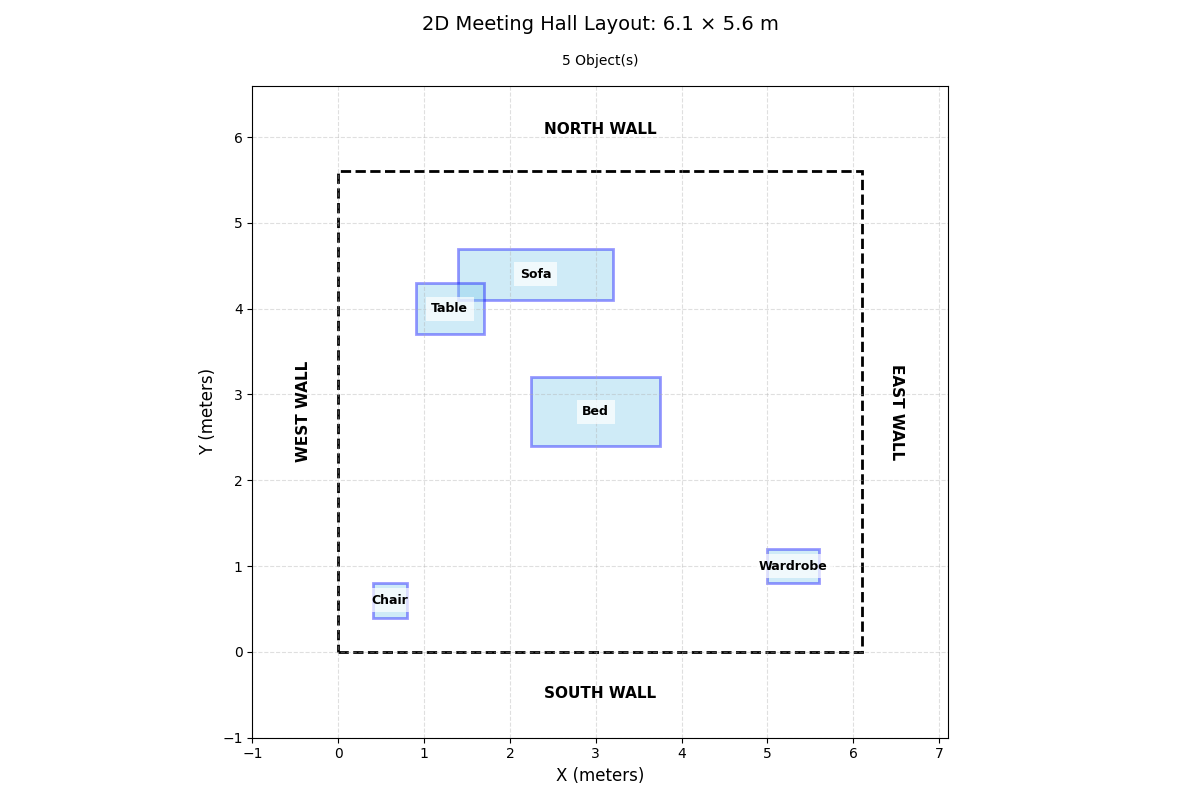 2D Meeting Hall Layout: 6.1 × 5.6 m
5 Object(s)
NORTH WALL
Sofa
Table
Bed
Wardrobe
Chair
WEST WALL
EAST WALL
SOUTH WALL
Y (meters)
6
5
4
3
2
1
0
−1
−1 0 1 2 3 4 5 6 7
X (meters)